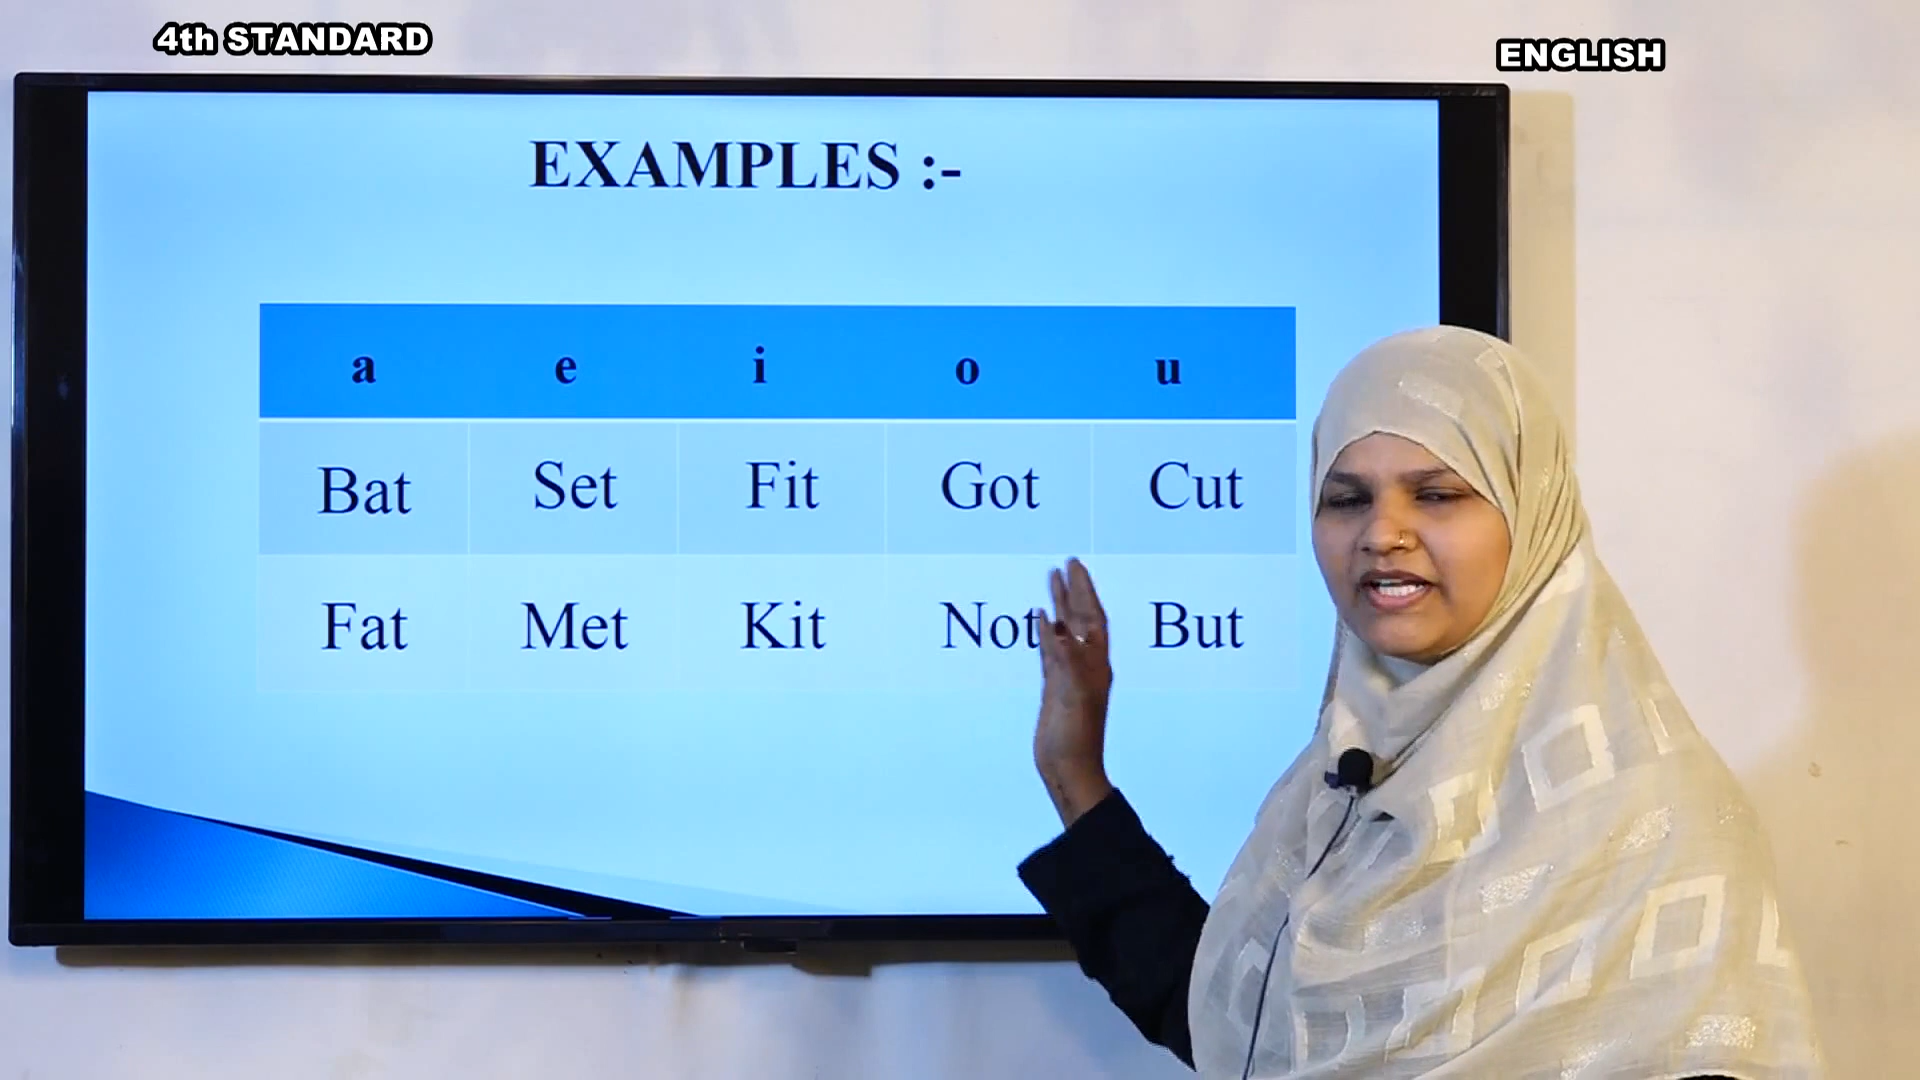 4th STANDARD
ENGLISH
EXAMPLES :-
a e i o u
Bat Set Fit Got Cut
Fat Met Kit Not But